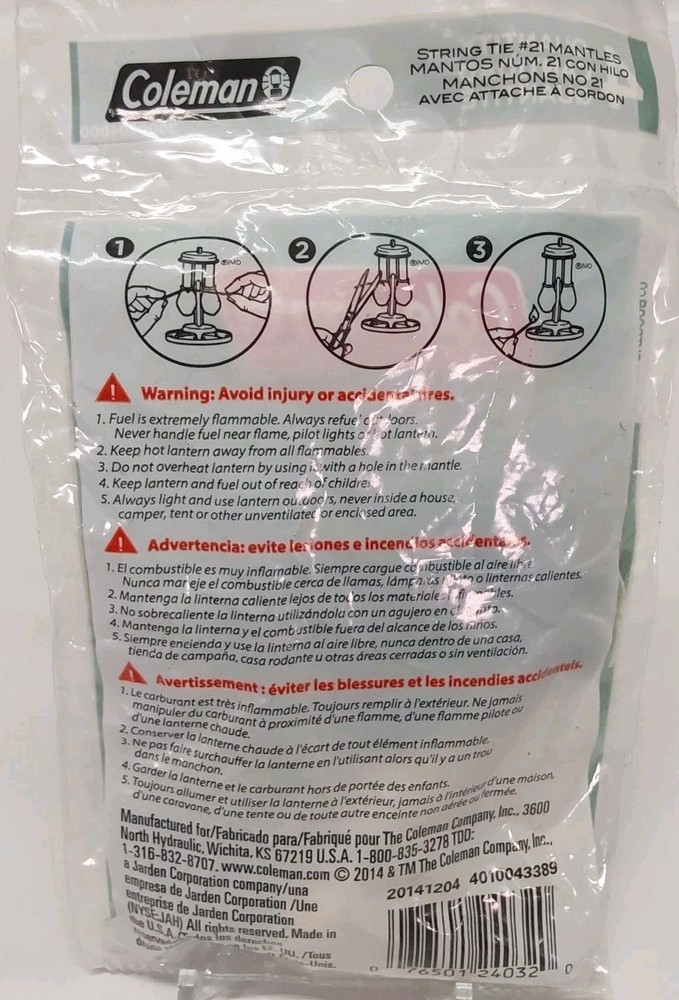 Coleman
STRING TIE #21 MANTLES
MANTOS NÚM. 21 CON HILO
MANCHONS NO 21
AVEC ATTACHE À CORDON
1 2 3
®MD ®MD ®MD
Warning: Avoid injury or accidental fires.
1. Fuel is extremely flammable. Always refuel outdoors.
Never handle fuel near flame, pilot lights or hot lantern.
2. Keep hot lantern away from all flammables.
3. Do not overheat lantern by using it with a hole in the mantle.
4. Keep lantern and fuel out of reach of children.
5. Always light and use lantern outdoors, never inside a house,
camper, tent or other unventilated or enclosed area.
Advertencia: evite lesiones e incendios accidentales.
1. El combustible es muy inflamable. Siempre cargue combustible al aire libre.
Nunca maneje el combustible cerca de llamas, lámparas piloto o linternas calientes.
2. Mantenga la linterna caliente lejos de todos los materiales inflamables.
3. No sobrecaliente la linterna utilizándola con un agujero en el manto.
4. Mantenga la linterna y el combustible fuera del alcance de los niños.
5. Siempre encienda y use la linterna al aire libre, nunca dentro de una casa,
tienda de campaña, casa rodante u otras áreas cerradas o sin ventilación.
Avertissement : éviter les blessures et les incendies accidentels.
1. Le carburant est très inflammable. Toujours remplir à l'extérieur. Ne jamais
manipuler du carburant à proximité d'une flamme, d'une flamme pilote ou
d'une lanterne chaude.
2. Conserver la lanterne chaude à l'écart de tout élément inflammable.
3. Ne pas faire surchauffer la lanterne en l'utilisant alors qu'il y a un trou
dans le manchon.
4. Garder la lanterne et le carburant hors de portée des enfants.
5. Toujours allumer et utiliser la lanterne à l'extérieur, jamais à l'intérieur d'une maison,
d'une caravane, d'une tente ou de toute autre enceinte non aérée ou fermée.
Manufactured for/Fabricado para/Fabriqué pour The Coleman Company, Inc., 3600
North Hydraulic, Wichita, KS 67219 U.S.A. 1-800-835-3278 TDD:
1-316-832-8707. www.coleman.com © 2014 & TM The Coleman Company, Inc.,
a Jarden Corporation company/una
empresa de Jarden Corporation /Une
entreprise de Jarden Corporation
(NYSE:JAH) All rights reserved. Made in
the U.S.A. los derechos
EE. UU. /Tous
-Unis.
20141204 4010043389
0 76501 24032 0